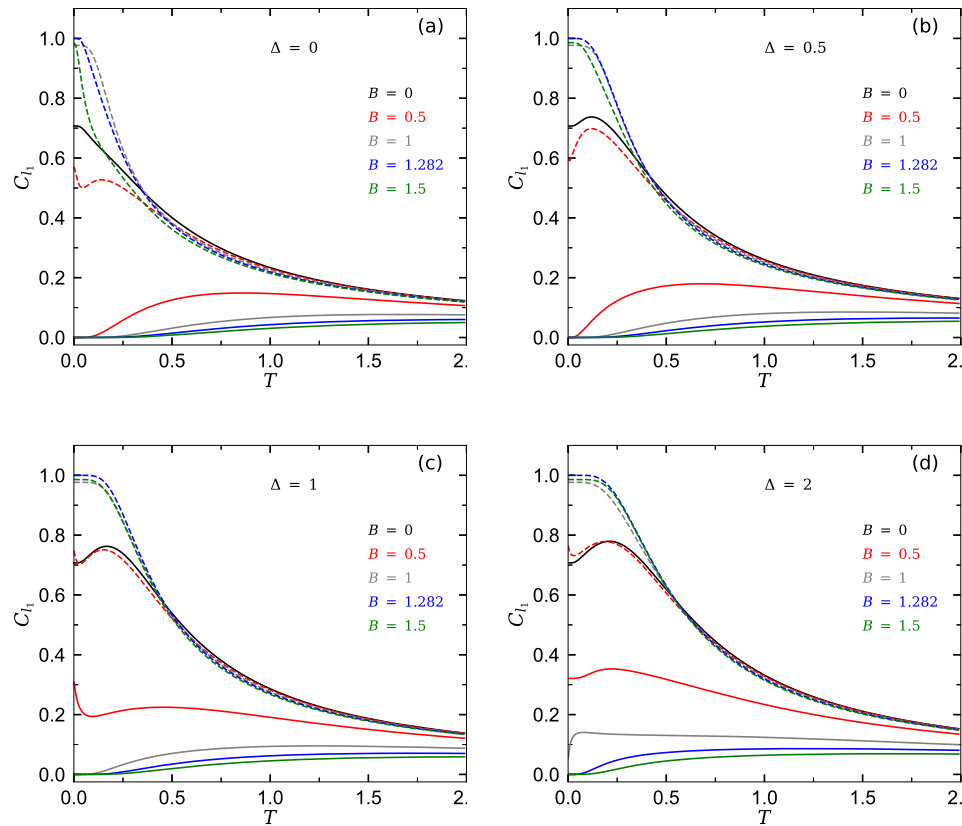 (a)
Δ = 0
1.0
0.8
0.6
0.4
0.2
0.0
C_{l_1}
B = 0
B = 0.5
B = 1
B = 1.282
B = 1.5
0.0 0.5 1.0 1.5 2.
T
(b)
Δ = 0.5
1.0
0.8
0.6
0.4
0.2
0.0
C_{l_1}
B = 0
B = 0.5
B = 1
B = 1.282
B = 1.5
0.0 0.5 1.0 1.5 2.
T
(c)
Δ = 1
1.0
0.8
0.6
0.4
0.2
0.0
C_{l_1}
B = 0
B = 0.5
B = 1
B = 1.282
B = 1.5
0.0 0.5 1.0 1.5 2.
T
(d)
Δ = 2
1.0
0.8
0.6
0.4
0.2
0.0
C_{l_1}
B = 0
B = 0.5
B = 1
B = 1.282
B = 1.5
0.0 0.5 1.0 1.5 2.
T